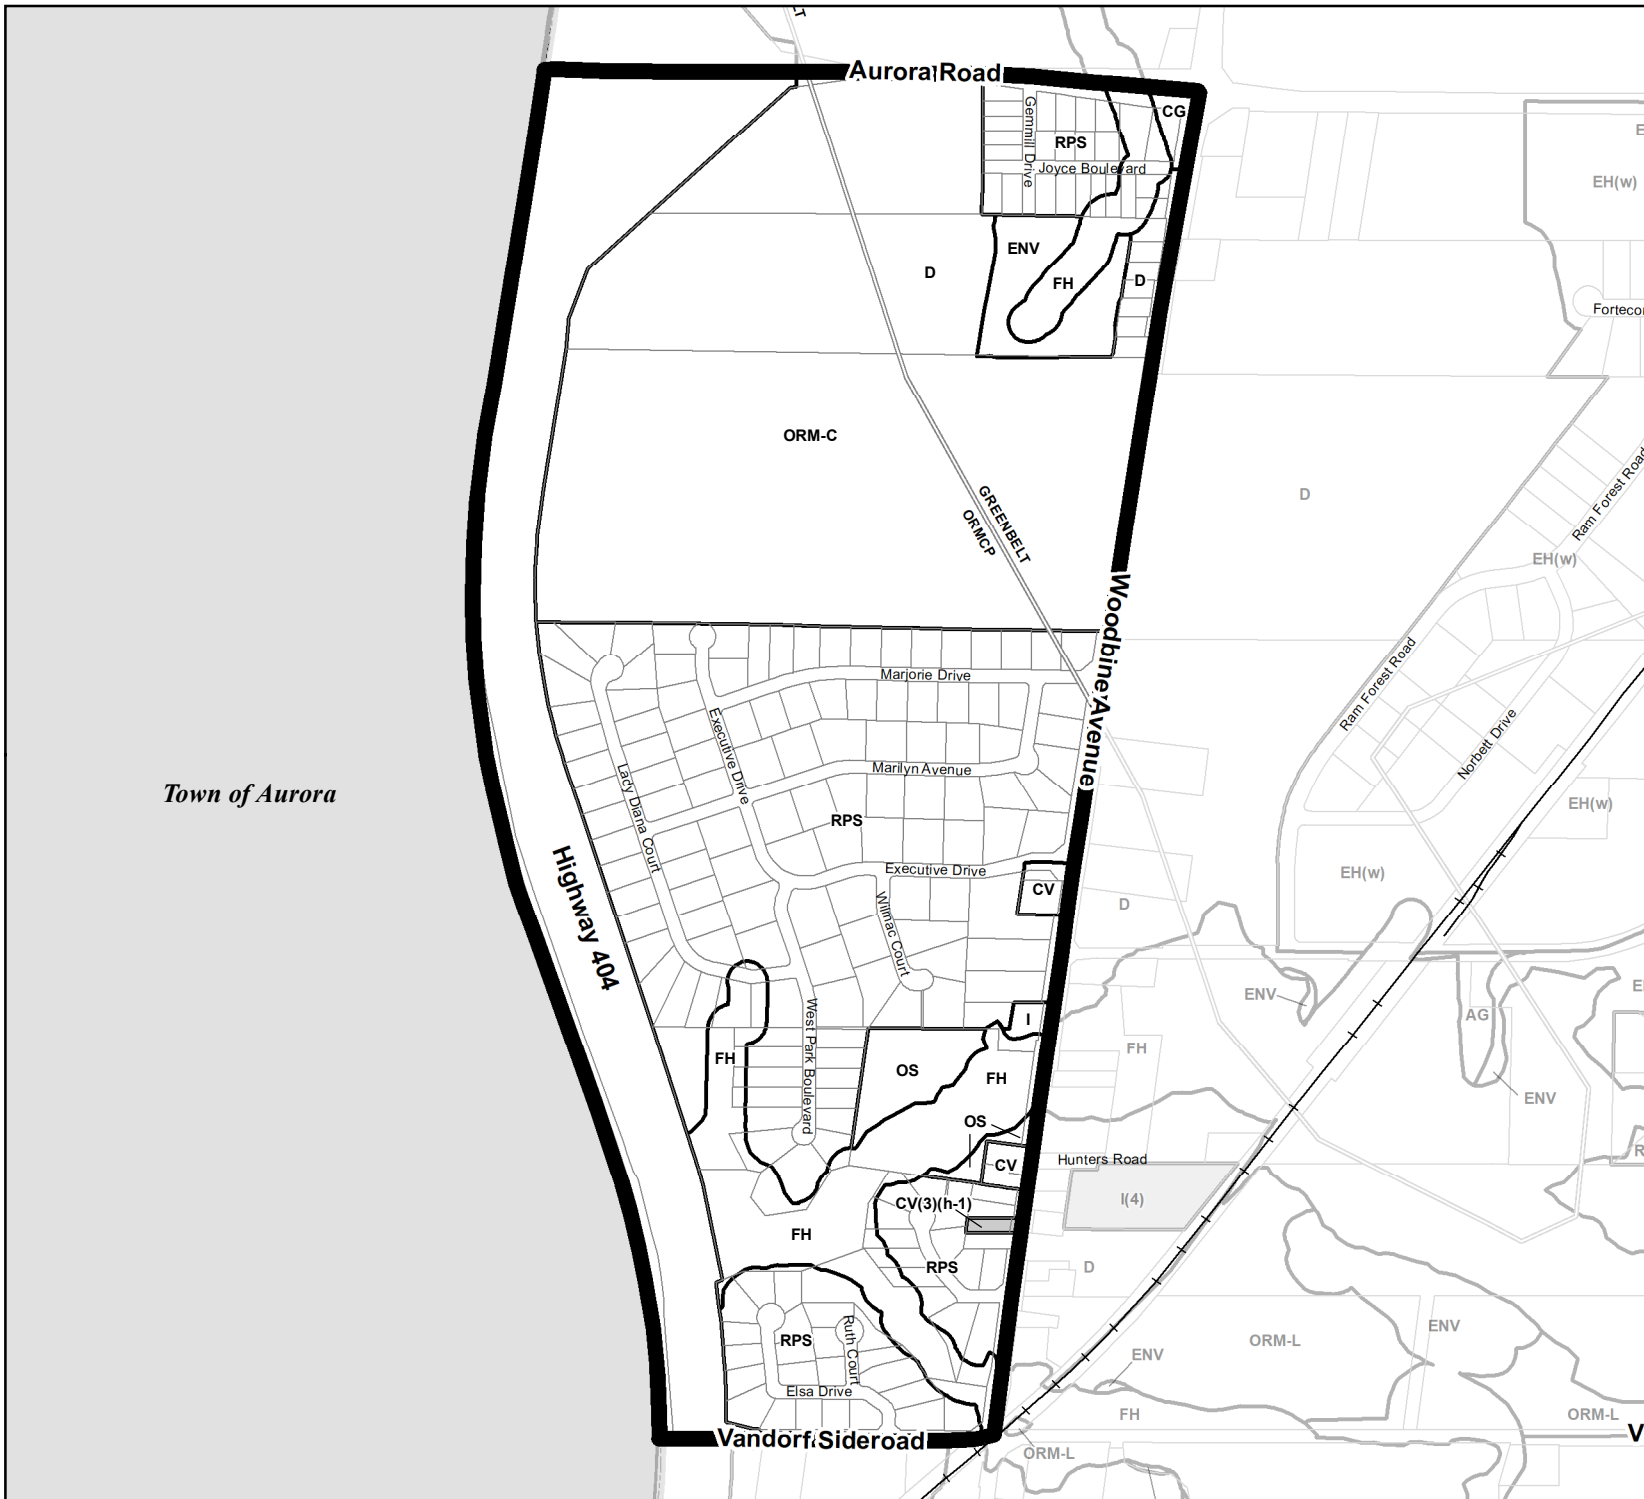 LT
Aurora Road
CG
Gemmill Drive
RPS
Joyce Boulevard
EH(w)
ENV
D
FH
D
ORM-C
GREENBELT
ORMCP
D
Ram Forest Road
EH(w)
Woodbine Avenue
Marjorie Drive
Ram Forest Road
Executive Drive
Norbett Drive
Marilyn Avenue
Lady Diana Court
Town of Aurora
RPS
EH(w)
Highway 404
Executive Drive
EH(w)
CV
D
Wilmac Court
ENV
West Park Boulevard
I
AG
FH
OS
FH
FH
ENV
OS
CV
Hunters Road
I(4)
CV(3)(h-1)
FH
RPS
D
RPS
Ruth Court
ENV
ORM-L
ENV
Elsa Drive
FH
ORM-L
Vandorf Sideroad
ORM-L
V